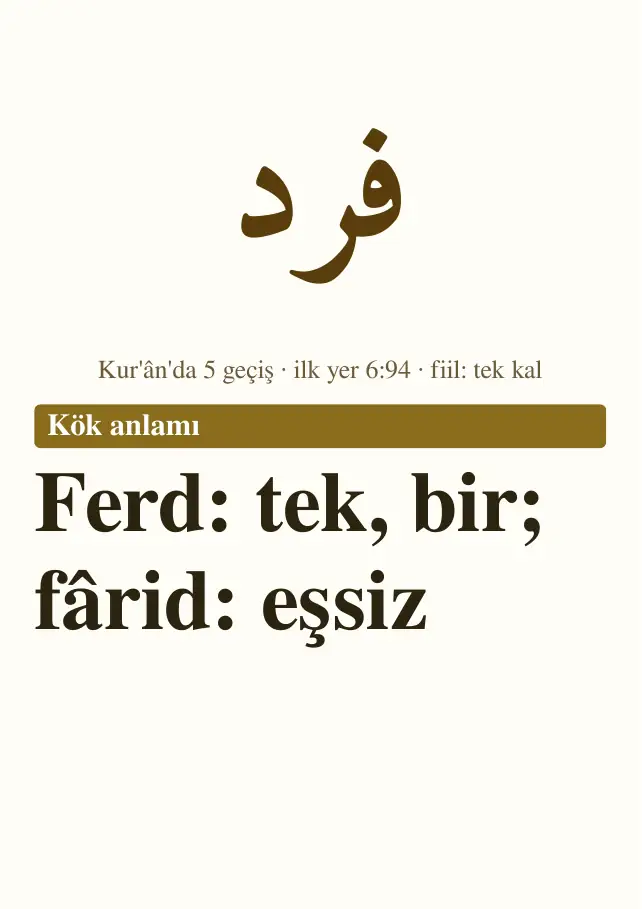 فرد
Kur'ân'da 5 geçiş · ilk yer 6:94 · fiil: tek kal
Kök anlamı
Ferd: tek, bir;
fârid: eşsiz